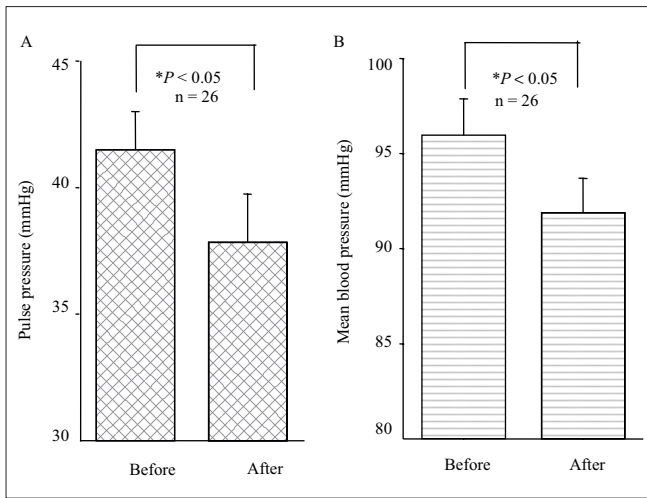 A
45
40
35
30
Pulse pressure (mmHg)
*P < 0.05
n = 26
Before
After
B
100
95
90
85
80
Mean blood pressure (mmHg)
*P < 0.05
n = 26
Before
After